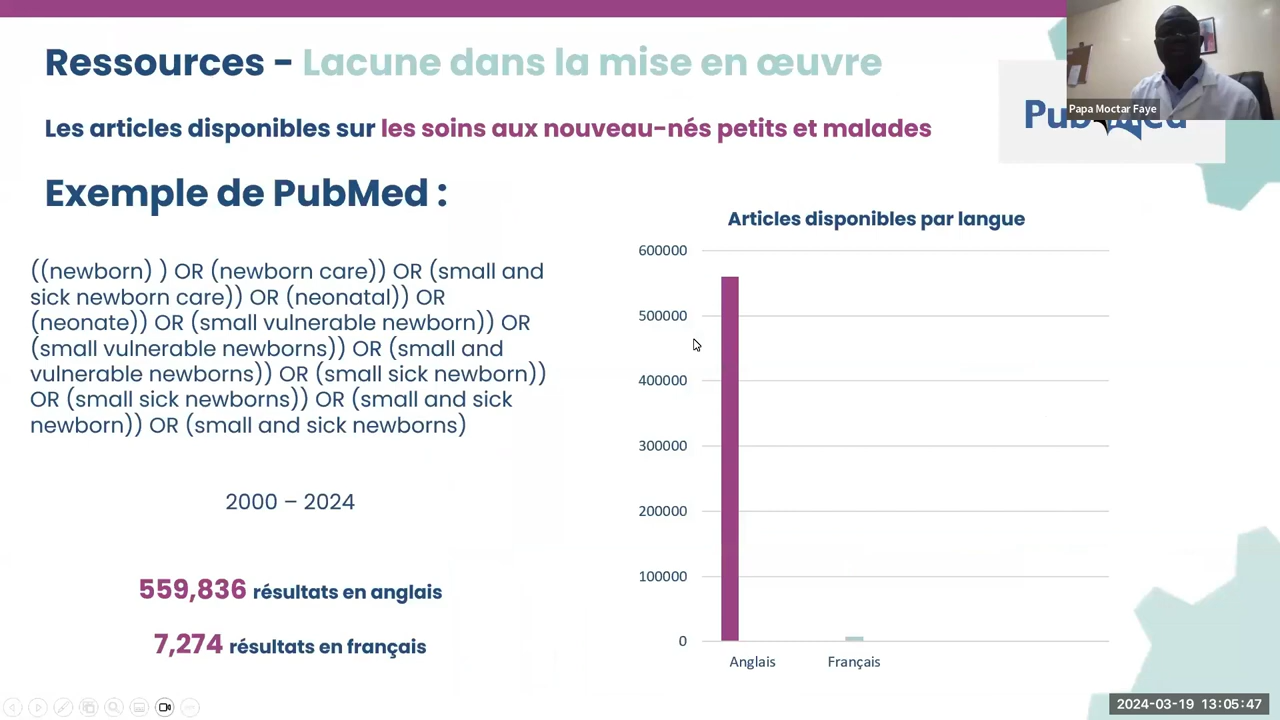 Ressources - Lacune dans la mise en œuvre
Les articles disponibles sur les soins aux nouveau-nés petits et malades
Papa Moctar Faye
Exemple de PubMed :
((newborn) ) OR (newborn care)) OR (small and
sick newborn care)) OR (neonatal)) OR
(neonate)) OR (small vulnerable newborn)) OR
(small vulnerable newborns)) OR (small and
vulnerable newborns)) OR (small sick newborn))
OR (small sick newborns)) OR (small and sick
newborn)) OR (small and sick newborns)
2000 – 2024
559,836 résultats en anglais
7,274 résultats en français
Articles disponibles par langue
600000
500000
400000
300000
200000
100000
0
Anglais Français
2024-03-19 13:05:47